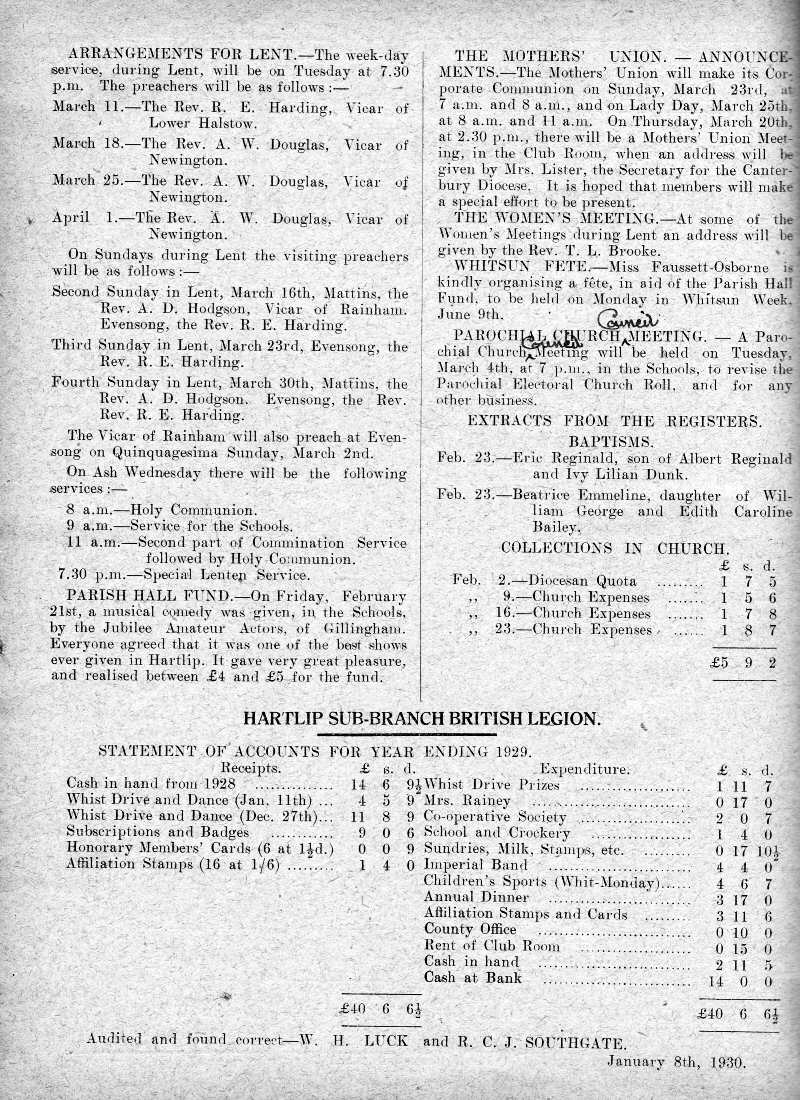 ARRANGEMENTS FOR LENT.—The week-day
service, during Lent, will be on Tuesday at 7.30
p.m. The preachers will be as follows :—
March 11.—The Rev. R. E. Harding, Vicar of
Lower Halstow.
March 18.—The Rev. A. W. Douglas, Vicar of
Newington.
March 25.—The Rev. A. W. Douglas, Vicar of
Newington.
April 1.—The Rev. A. W. Douglas, Vicar of
Newington.
On Sundays during Lent the visiting preachers
will be as follows :—
Second Sunday in Lent, March 16th, Mattins, the
Rev. A. D. Hodgson, Vicar of Rainham.
Evensong, the Rev. R. E. Harding.
Third Sunday in Lent, March 23rd, Evensong, the
Rev. R. E. Harding.
Fourth Sunday in Lent, March 30th, Mattins, the
Rev. A. D. Hodgson. Evensong, the Rev.
Rev. R. E. Harding.
The Vicar of Rainham will also preach at Even-
song on Quinquagesima Sunday, March 2nd.
On Ash Wednesday there will be the following
services :—
8 a.m.—Holy Communion.
9 a.m.—Service for the Schools.
11 a.m.—Second part of Commination Service
followed by Holy Communion.
7.30 p.m.—Special Lenten Service.
PARISH HALL FUND.—On Friday, February
21st, a musical comedy was given, in the Schools,
by the Jubilee Amateur Actors, of Gillingham.
Everyone agreed that it was one of the best shows
ever given in Hartlip. It gave very great pleasure,
and realised between £4 and £5 for the fund.
THE MOTHERS' UNION. — ANNOUNCE-
MENTS.—The Mothers' Union will make its Cor-
porate Communion on Sunday, March 23rd, at
7 a.m. and 8 a.m., and on Lady Day, March 25th,
at 8 a.m. and 11 a.m. On Thursday, March 20th,
at 2.30 p.m., there will be a Mothers' Union Meet-
ing, in the Club Room, when an address will be
given by Mrs. Lister, the Secretary for the Canter-
bury Diocese. It is hoped that members will make
a special effort to be present.
THE WOMEN'S MEETING.—At some of the
Women's Meetings during Lent an address will be
given by the Rev. T. L. Brooke.
WHITSUN FETE.—Miss Faussett-Osborne is
kindly organising a fête, in aid of the Parish Hall
Fund, to be held on Monday in Whitsun Week,
June 9th.
Council
PAROCHIAL CHURCH MEETING. — A Paro-
Council
chial Church Meeting will be held on Tuesday,
March 4th, at 7 p.m., in the Schools, to revise the
Parochial Electoral Church Roll, and for any
other business.
EXTRACTS FROM THE REGISTERS.
BAPTISMS.
Feb. 23.—Eric Reginald, son of Albert Reginald
and Ivy Lilian Dunk.
Feb. 23.—Beatrice Emmeline, daughter of Wil-
liam George and Edith Caroline
Bailey.
COLLECTIONS IN CHURCH.
£ s. d.
Feb. 2.—Diocesan Quota ......... 1 7 5
,, 9.—Church Expenses ....... 1 5 6
,, 16.—Church Expenses ....... 1 7 8
,, 23.—Church Expenses ...... 1 8 7
£5 9 2
HARTLIP SUB-BRANCH BRITISH LEGION.
STATEMENT OF ACCOUNTS FOR YEAR ENDING 1929.
Receipts. £ s. d.
Cash in hand from 1928 .............. 14 6 9½
Whist Drive and Dance (Jan. 11th) ... 4 5 9
Whist Drive and Dance (Dec. 27th)... 11 8 9
Subscriptions and Badges ............ 9 0 6
Honorary Members' Cards (6 at 1½d.) 0 0 9
Affiliation Stamps (16 at 1/6) ......... 1 4 0
£40 6 6½
Expenditure. £ s. d.
Whist Drive Prizes ..................... 1 11 7
Mrs. Rainey .............................. 0 17 0
Co-operative Society ..................... 2 0 7
School and Crockery ................... 1 4 0
Sundries, Milk, Stamps, etc. ......... 0 17 10½
Imperial Band ........................... 4 4 0
Children's Sports (Whit-Monday)...... 4 6 7
Annual Dinner ........................... 3 17 0
Affiliation Stamps and Cards ........ 3 11 6
County Office ........................... 0 10 0
Rent of Club Room ..................... 0 15 0
Cash in hand ............................ 2 11 5
Cash at Bank ........................... 14 0 0
£40 6 6½
Audited and found correct—W. H. LUCK and R. C. J. SOUTHGATE.
January 8th, 1930.